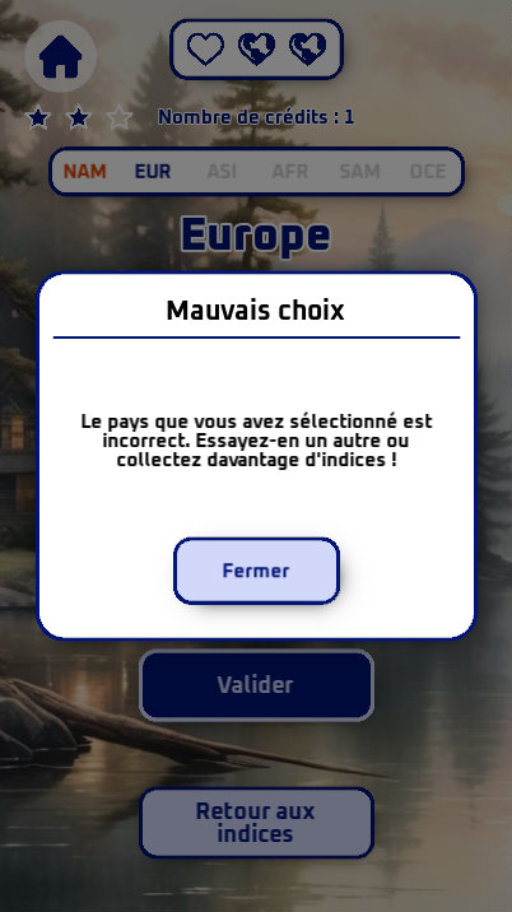 Nombre de crédits : 1
NAM EUR ASI AFR SAM OCE
Europe
Mauvais choix
Le pays que vous avez sélectionné est
incorrect. Essayez-en un autre ou
collectez davantage d'indices !
Fermer
Valider
Retour aux
indices